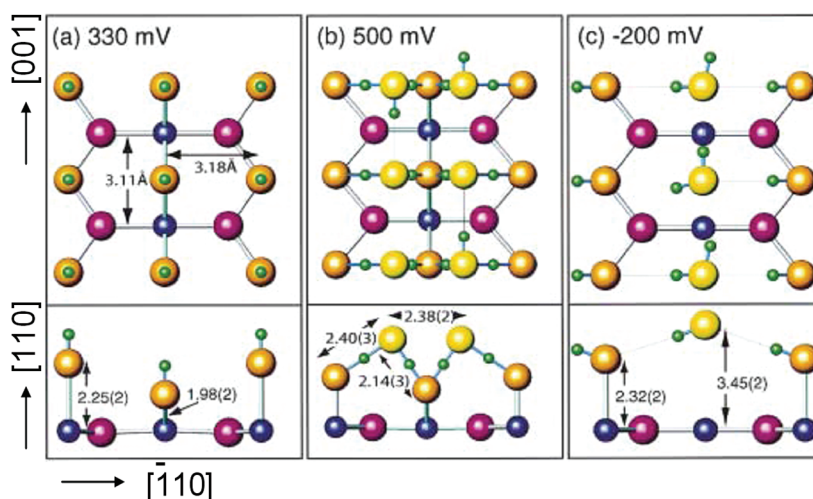 (a) 330 mV
(b) 500 mV
(c) -200 mV
[001]
3.11Å
3.18Å
[110]
2.25(2)
1.98(2)
2.40(3)
2.38(2)
2.14(3)
2.32(2)
3.45(2)
[1̄10]